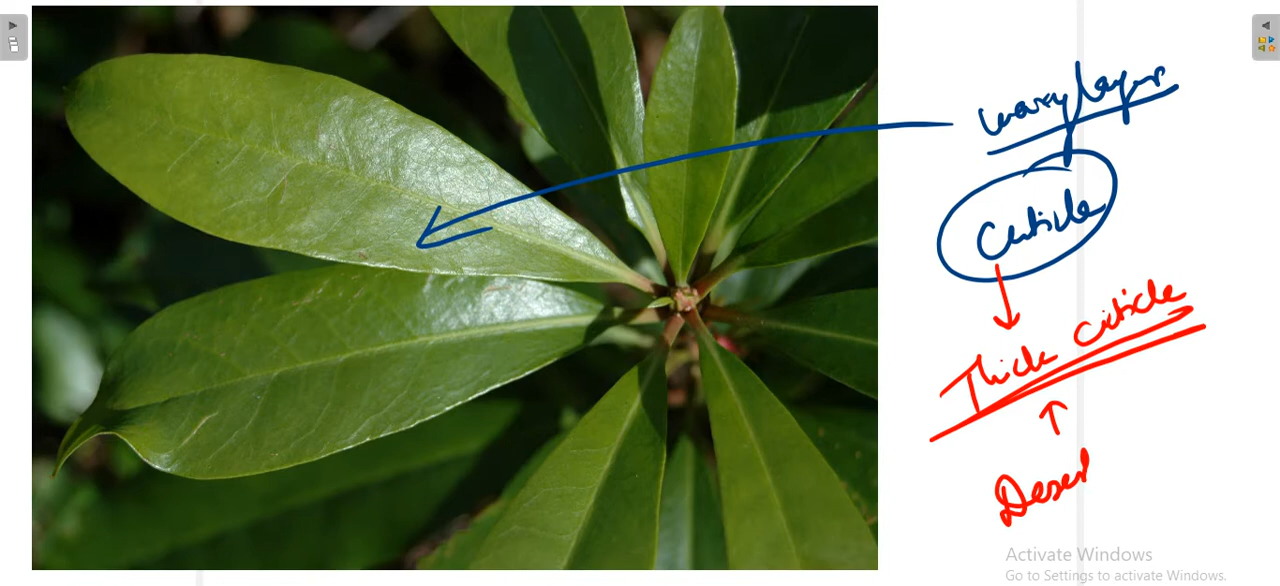 waxy layer
Cuticle
Thick Cuticle
Desert
Activate Windows
Go to Settings to activate Windows.